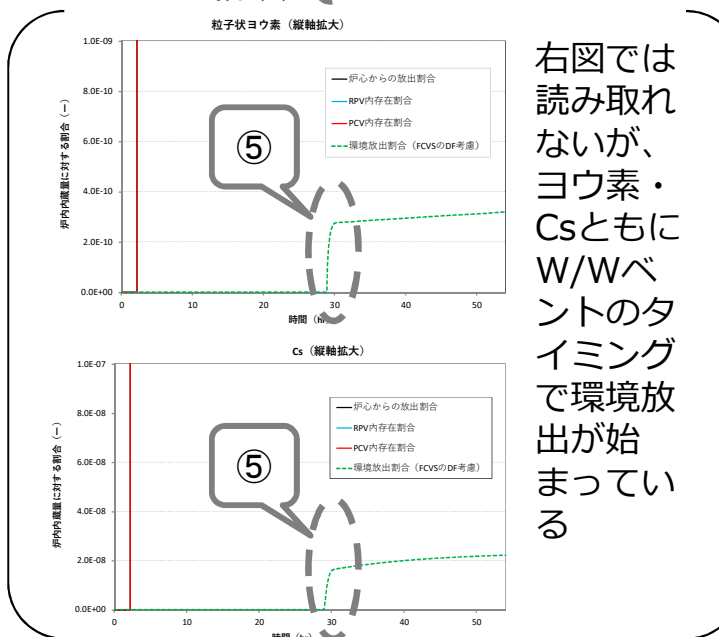 粒子状ヨウ素（縦軸拡大）
炉内内蔵量に対する割合（ー）
1.0E-09
8.0E-10
6.0E-10
4.0E-10
2.0E-10
0.0E+00
炉心からの放出割合
RPV内存在割合
PCV内存在割合
環境放出割合（FCVSのDF考慮）
⑤
0 10 20 30 40 50
時間（hr）
Cs（縦軸拡大）
炉内内蔵量に対する割合（ー）
1.0E-07
8.0E-08
6.0E-08
4.0E-08
2.0E-08
0.0E+00
炉心からの放出割合
RPV内存在割合
PCV内存在割合
環境放出割合（FCVSのDF考慮）
⑤
0 10 20 30 40 50
右図では
読み取れ
ないが、
ヨウ素・
Csともに
W/Wベ
ントのタ
イミング
で環境放
出が始
まってい
る